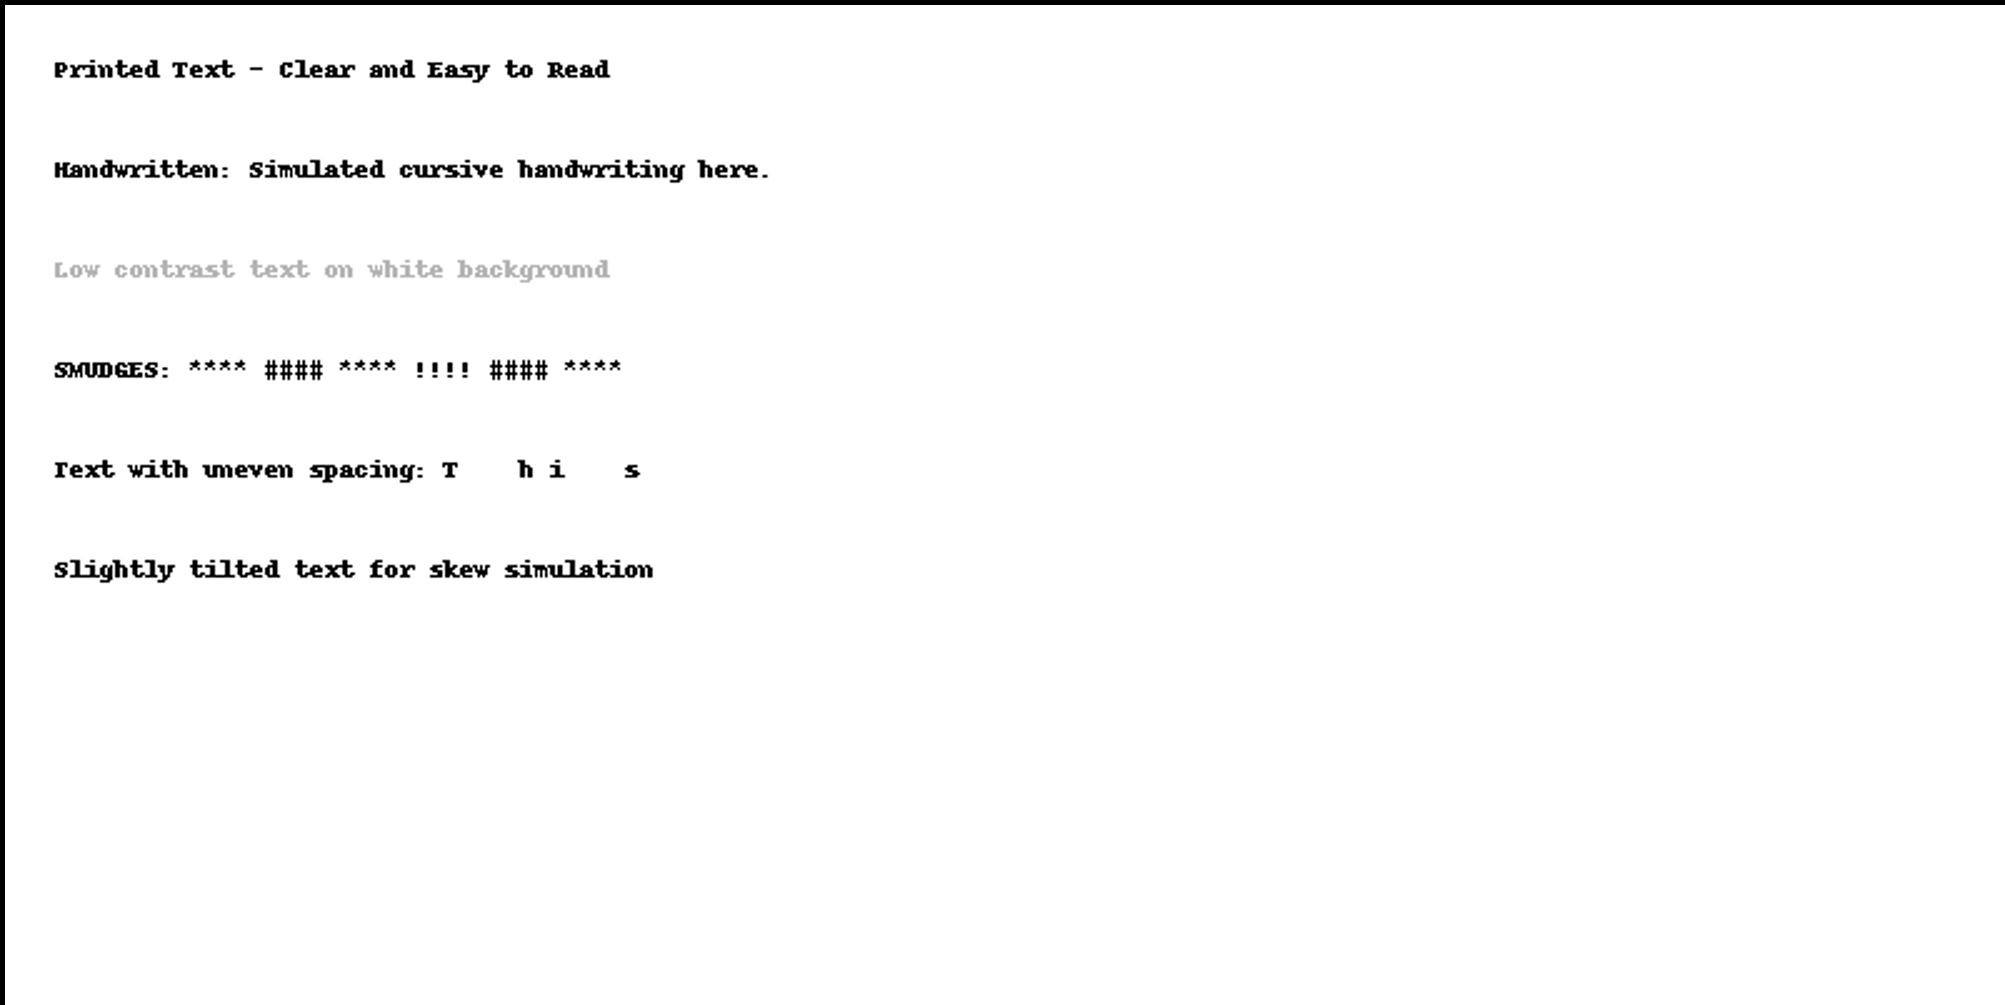 Printed Text - Clear and Easy to Read
Handwritten: Simulated cursive handwriting here.
Low contrast text on white background
SMUDGES: **** #### **** !!!! #### ****
Text with uneven spacing: T    h i    s
Slightly tilted text for skew simulation